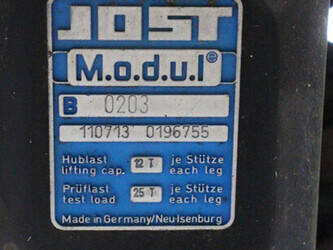 JOST
M.o.d.u.l®
B 0203
110713 0196755
Hublast 12 T je Stütze
lifting cap. each leg
Prüflast 25 T je Stütze
test load each leg
Made in Germany/Neu-Isenburg